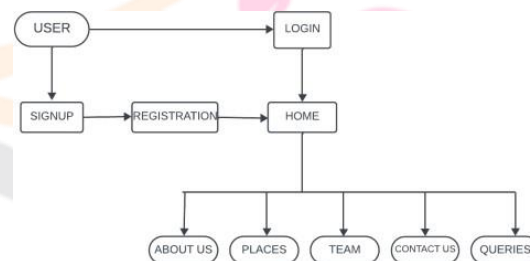 USER
LOGIN
SIGNUP
REGISTRATION
HOME
ABOUT US
PLACES
TEAM
CONTACT US
QUERIES